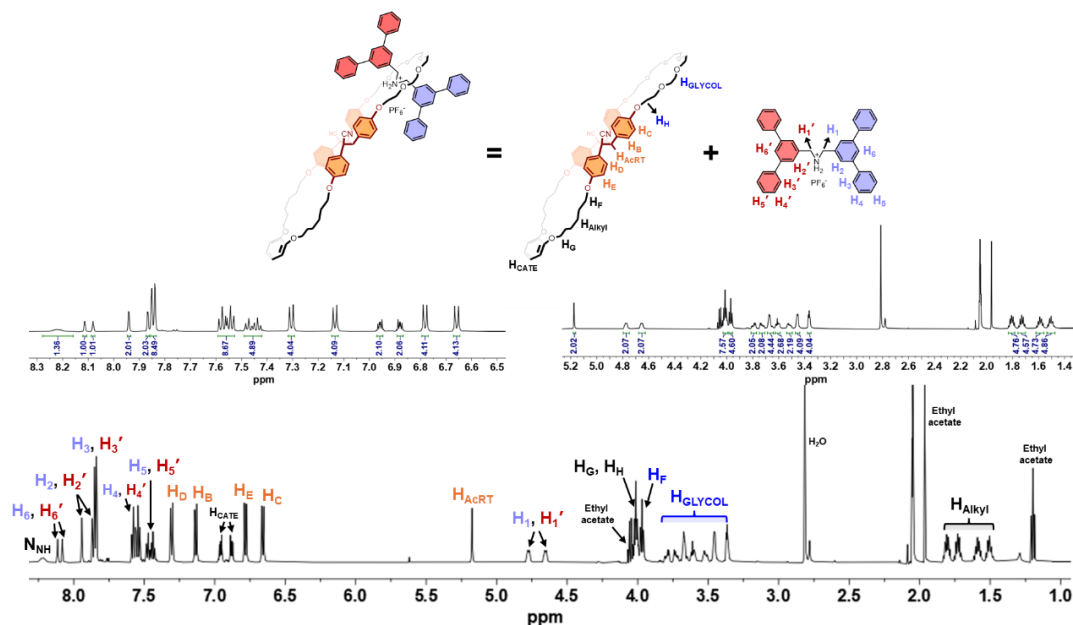 O
O
O
O
H₂N⁺
PF₆⁻
O
HO
CN
O
O
=
O
O
O
O
H_GLYCOL
H_H
O
HO
CN
H_C
H_B
H_AcRT
H_D
H_E
O
H_F
H_Alkyl
O
H_G
H_CATE
+
H₁′ H₁
H₆′ H₆
H₂′ N⁺ H₂ H₂
H₃′ PF₆⁻ H₃
H₅′ H₄′ H₄ H₅
1.36 1.00 1.01 2.01 2.03 8.49 8.67 4.89 4.04 4.09 2.10 2.06 4.11 4.13
8.3 8.2 8.1 8.0 7.9 7.8 7.7 7.6 7.5 7.4 7.3 7.2 7.1 7.0 6.9 6.8 6.7 6.6 6.5
ppm
2.02 2.07 2.07 7.57 4.60 2.05 2.08 4.44 2.68 2.19 4.09 4.04 4.76 4.57 4.73 4.86
5.2 5.0 4.8 4.6 4.4 4.2 4.0 3.8 3.6 3.4 3.2 3.0 2.8 2.6 2.4 2.2 2.0 1.8 1.6 1.4
ppm
N_NH
H₆, H₆′
H₂, H₂′
H₃, H₃′
H₄, H₄′
H₅, H₅′
H_D
H_B
H_CATE
H_E
H_C
H_AcRT
H₁, H₁′
Ethyl
acetate
H_G, H_H
H_F
H_GLYCOL
H₂O
Ethyl
acetate
H_Alkyl
Ethyl
acetate
8.0 7.5 7.0 6.5 6.0 5.5 5.0 4.5 4.0 3.5 3.0 2.5 2.0 1.5 1.0
ppm